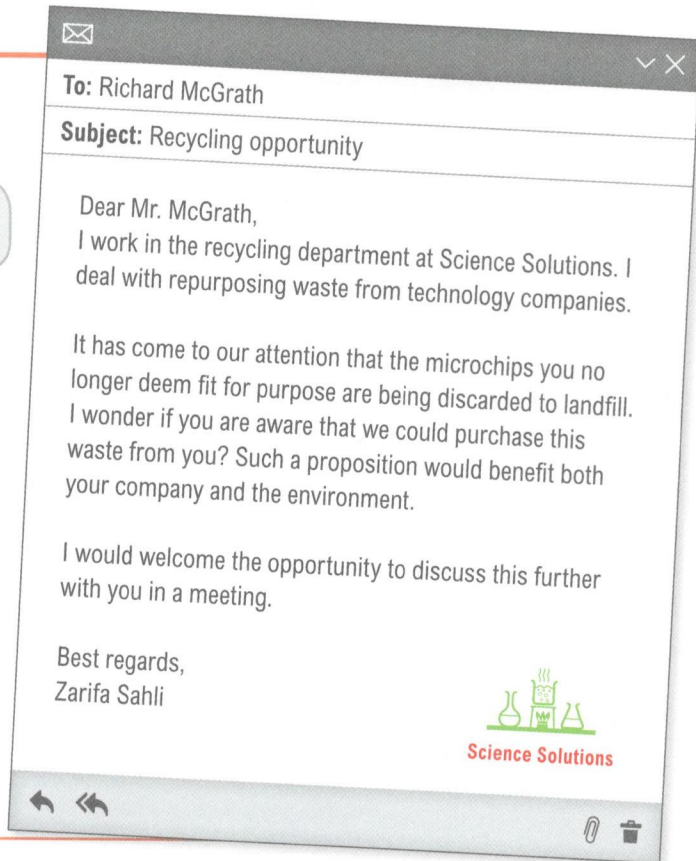 To: Richard McGrath
Subject: Recycling opportunity
Dear Mr. McGrath,
I work in the recycling department at Science Solutions. I
deal with repurposing waste from technology companies.
It has come to our attention that the microchips you no
longer deem fit for purpose are being discarded to landfill.
I wonder if you are aware that we could purchase this
waste from you? Such a proposition would benefit both
your company and the environment.
I would welcome the opportunity to discuss this further
with you in a meeting.
Best regards,
Zarifa Sahli
Science Solutions